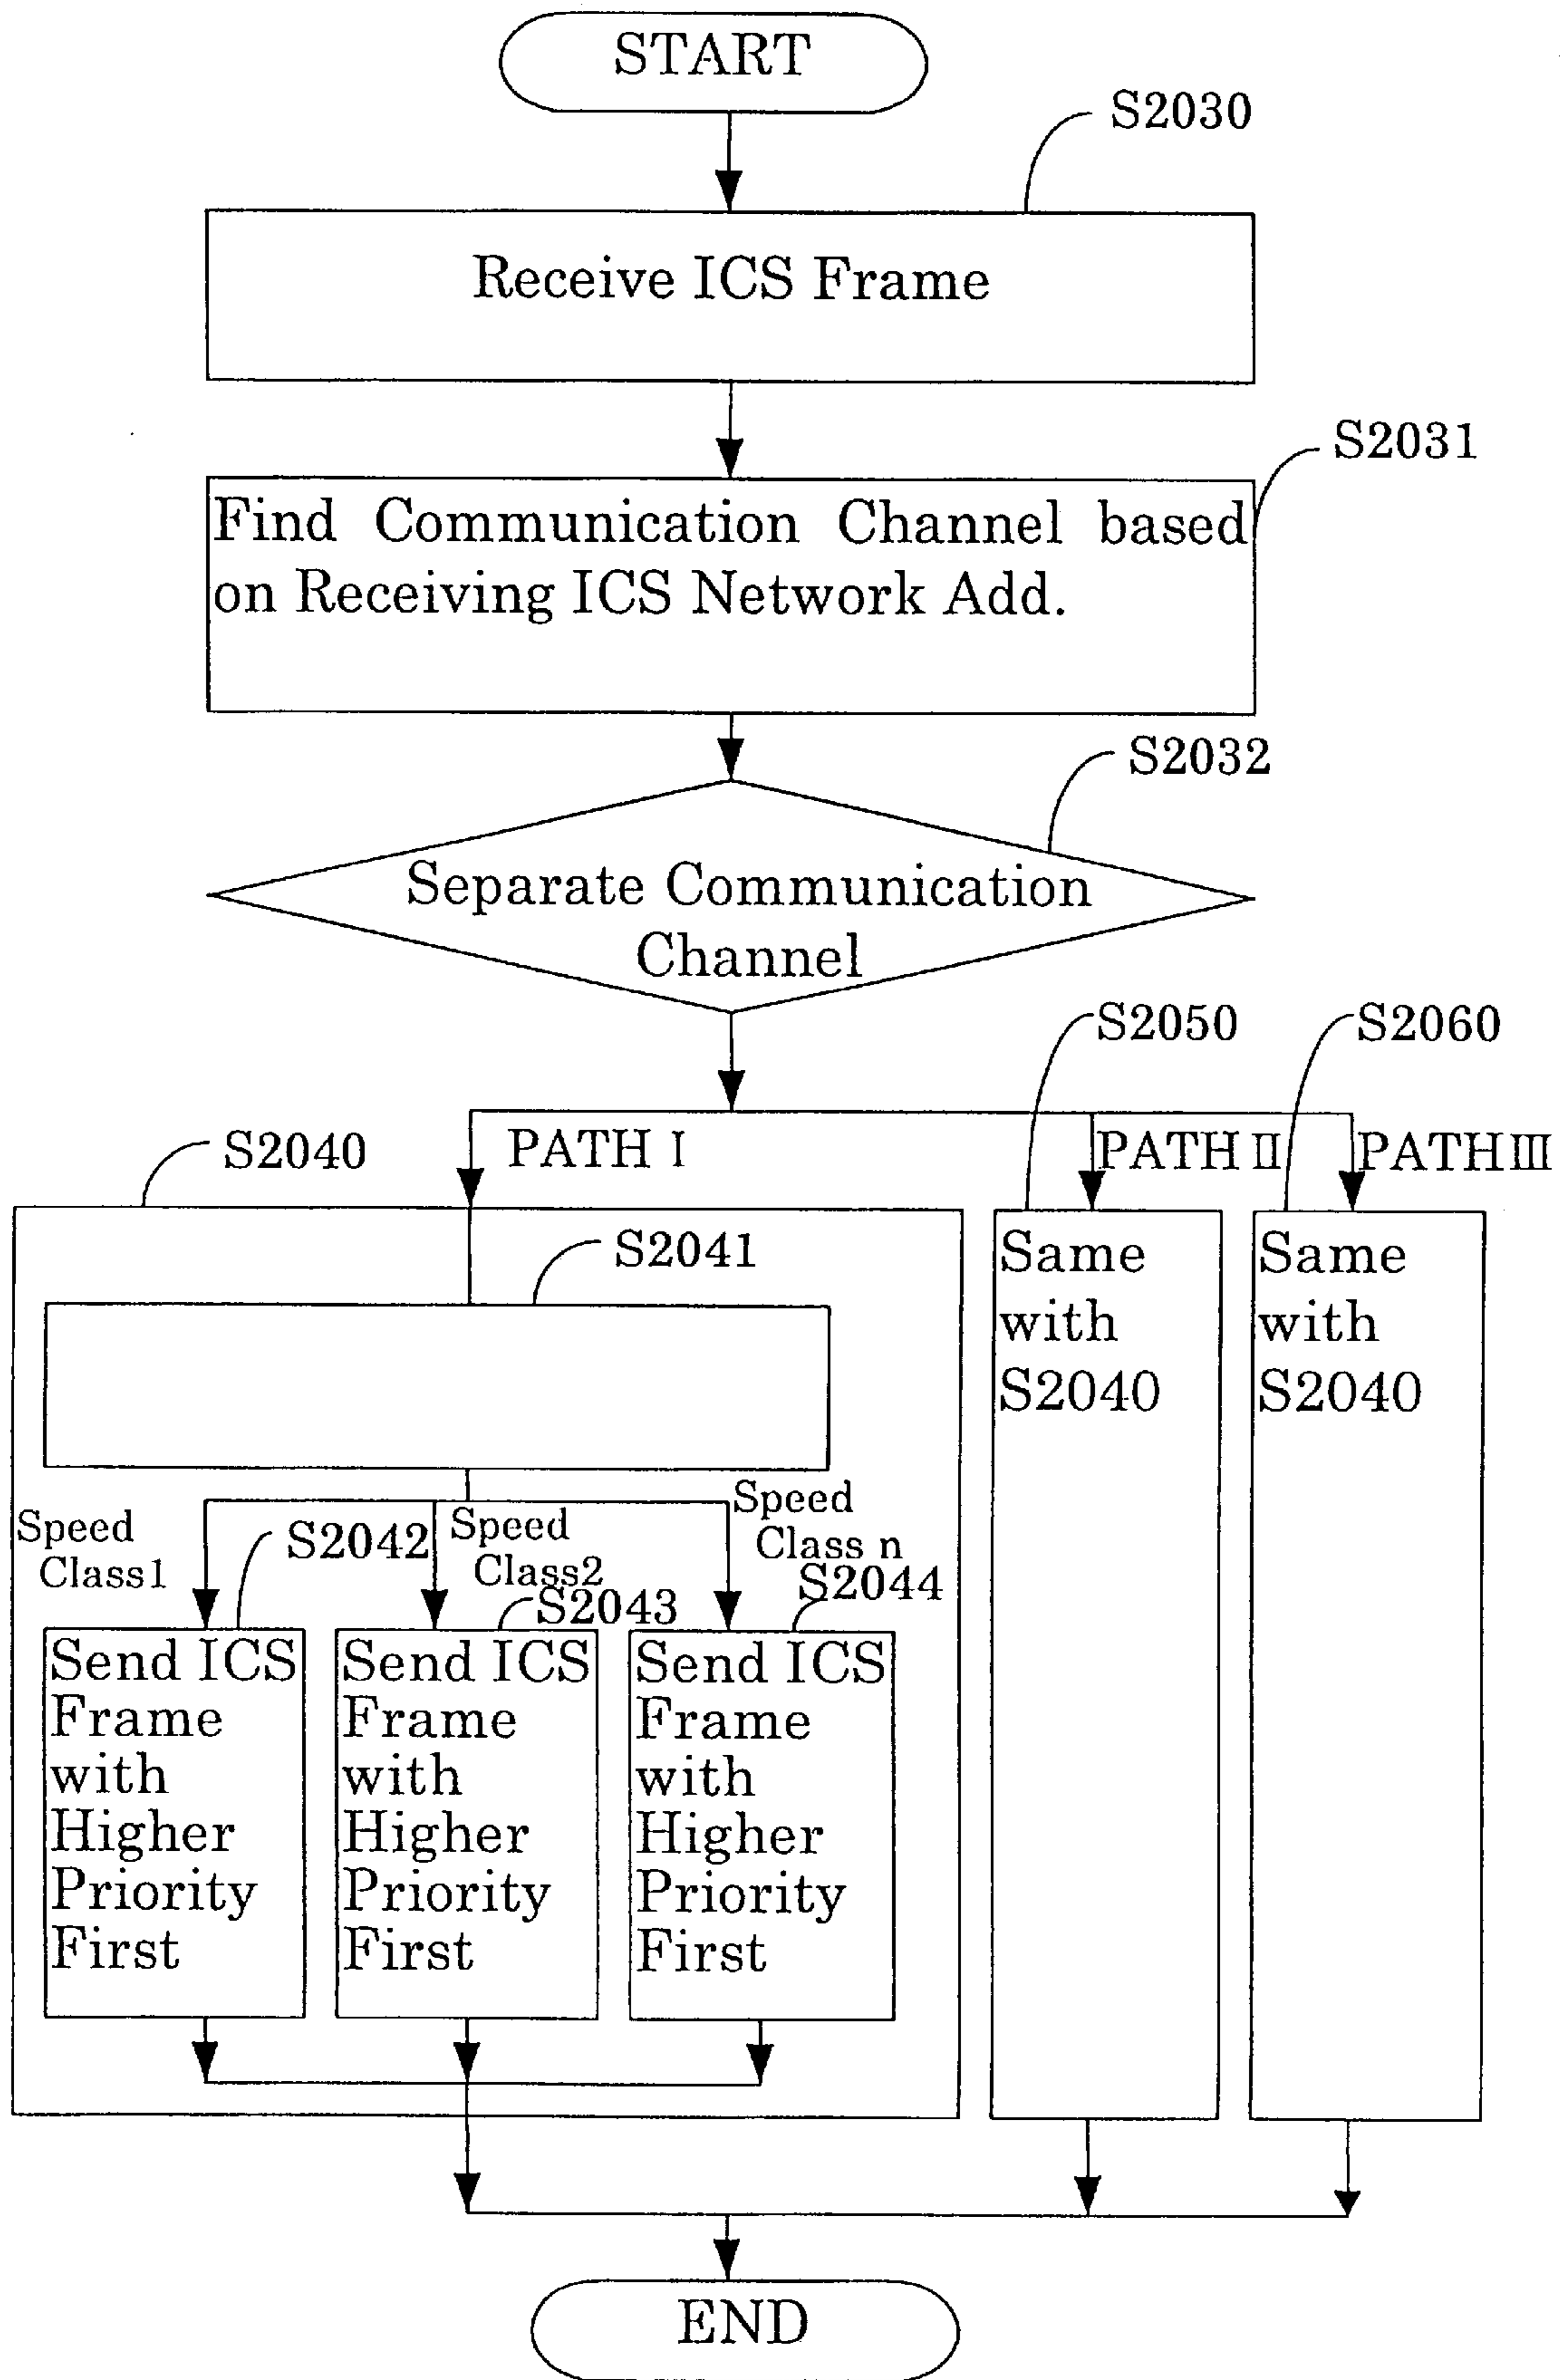 START
S2030
Receive ICS Frame
S2031
Find Communication Channel based
on Receiving ICS Network Add.
S2032
Separate Communication
Channel
S2050
S2060
S2040
PATH I
PATH II
PATH III
S2041
Same
with
S2040
Same
with
S2040
Speed
Class1
S2042
Speed
Class2
S2043
Speed
Class n
S2044
Send ICS
Frame
with
Higher
Priority
First
Send ICS
Frame
with
Higher
Priority
First
Send ICS
Frame
with
Higher
Priority
First
END